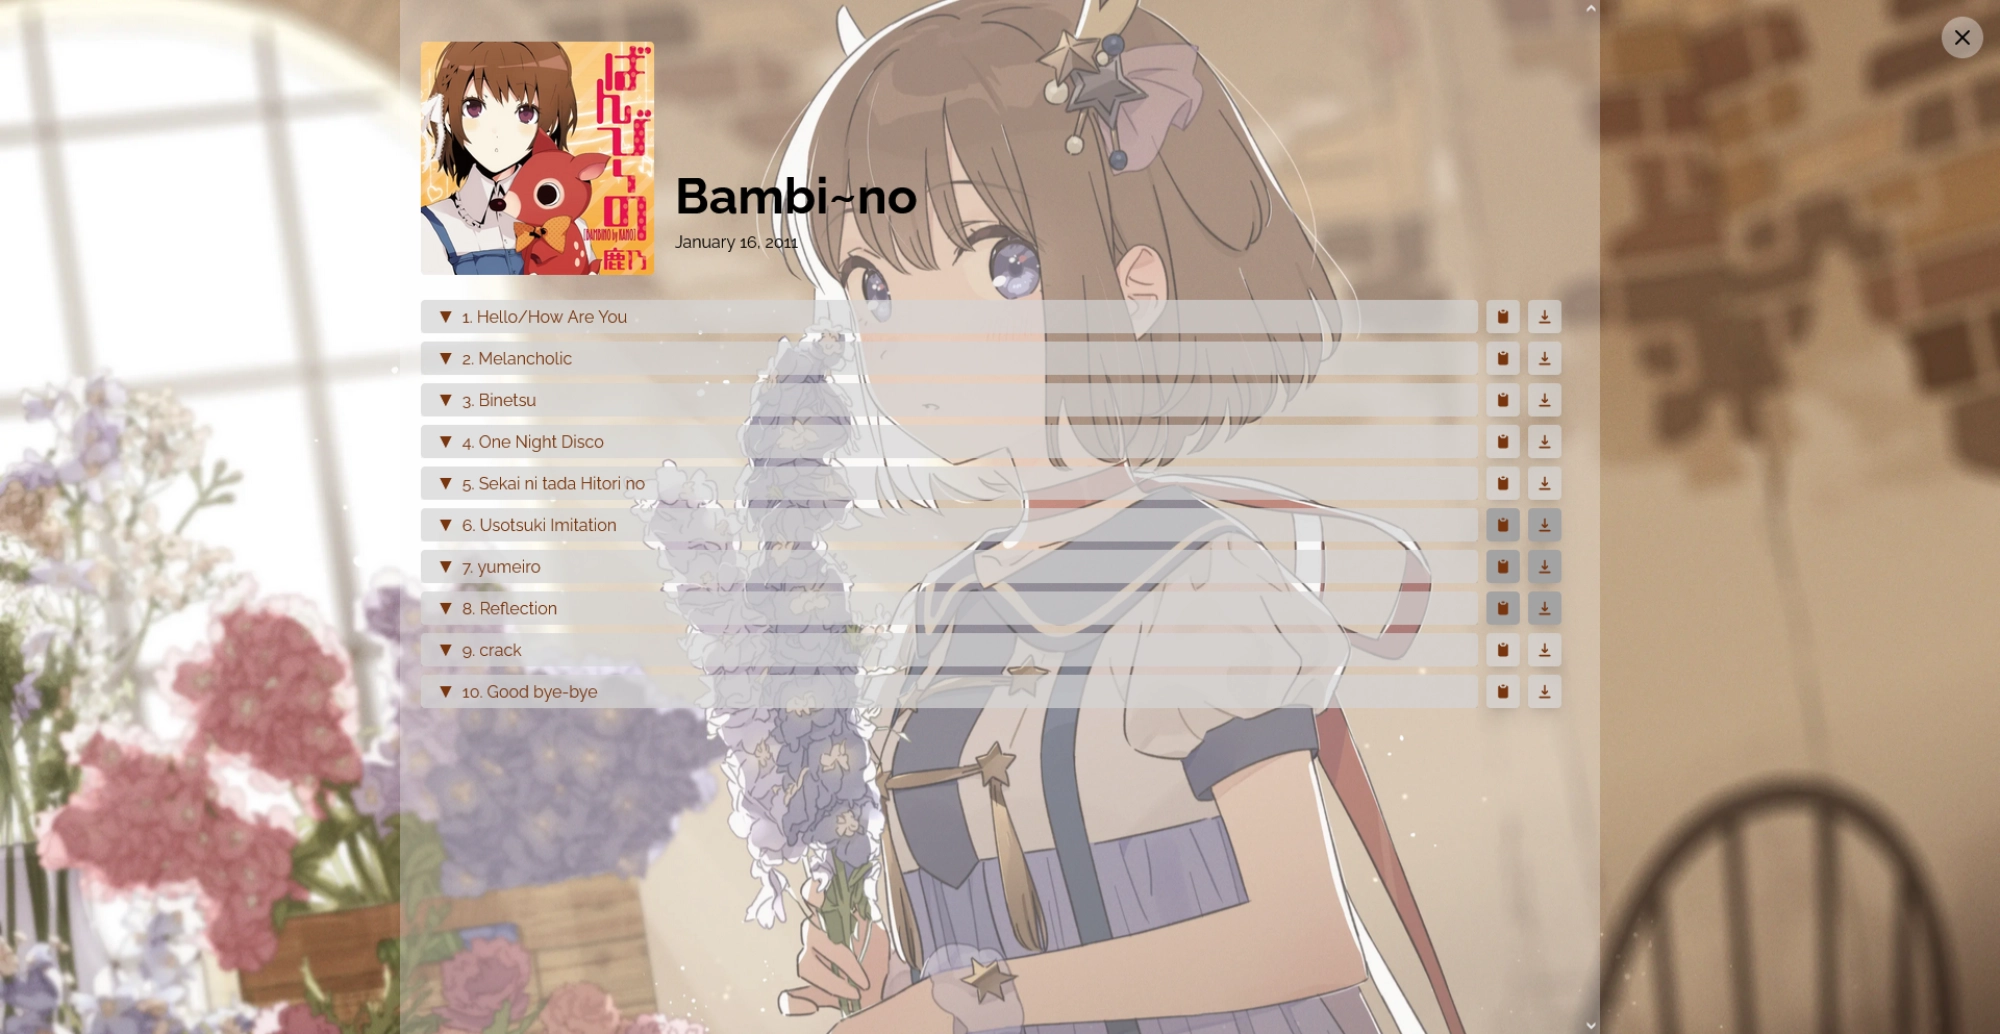 ばんびーの
[BAMBINO by KANO]
鹿乃
Bambi~no
January 16, 2011
▼ 1. Hello/How Are You
▼ 2. Melancholic
▼ 3. Binetsu
▼ 4. One Night Disco
▼ 5. Sekai ni tada Hitori no
▼ 6. Usotsuki Imitation
▼ 7. yumeiro
▼ 8. Reflection
▼ 9. crack
▼ 10. Good bye-bye